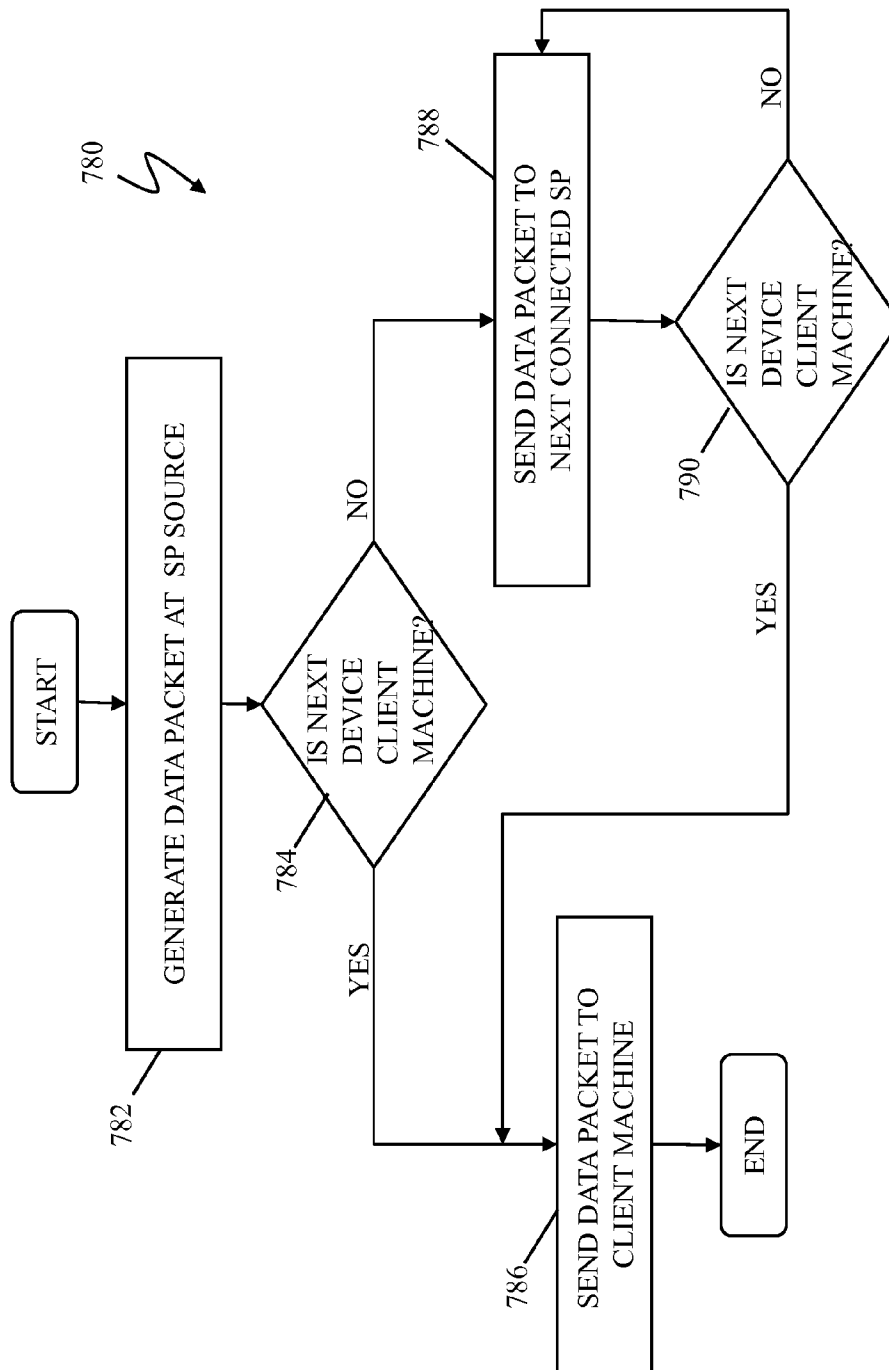 780
START
GENERATE DATA PACKET AT SP SOURCE
782
IS NEXT
DEVICE
CLIENT
MACHINE?
784
YES
NO
SEND DATA PACKET TO
NEXT CONNECTED SP
788
IS NEXT
DEVICE
CLIENT
MACHINE?
790
YES
NO
SEND DATA PACKET TO
CLIENT MACHINE
786
END